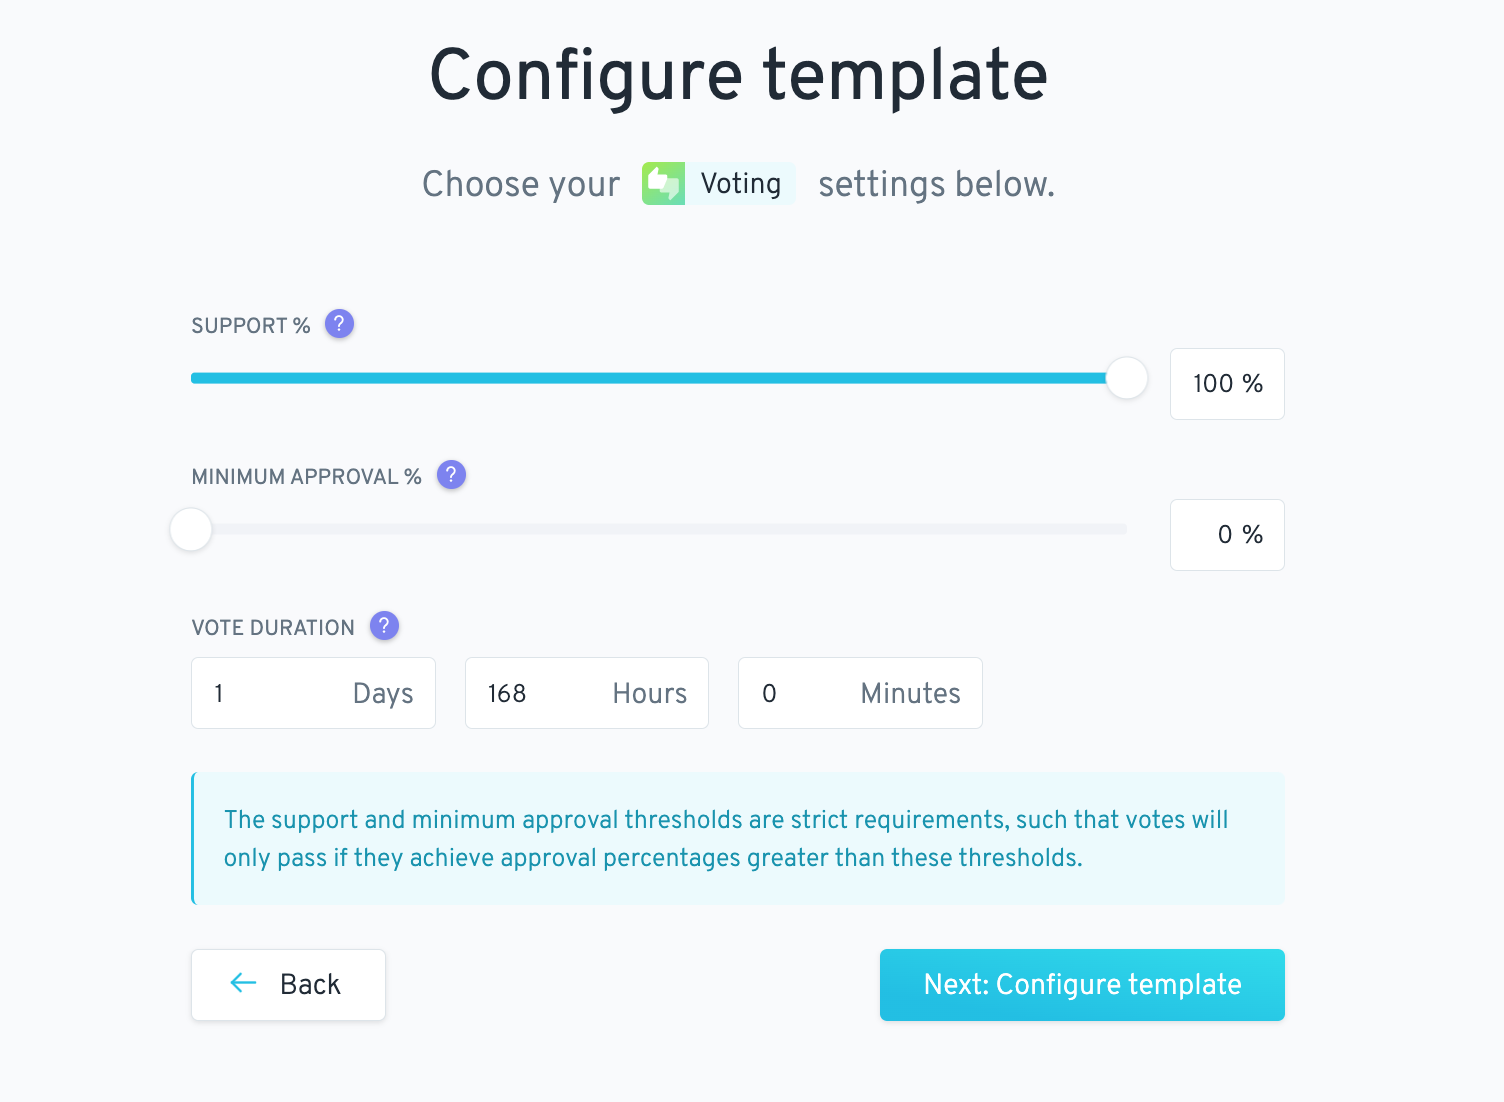 Configure template
Choose your Voting settings below.
SUPPORT % ?
100 %
MINIMUM APPROVAL % ?
0 %
VOTE DURATION ?
1 Days 168 Hours 0 Minutes
The support and minimum approval thresholds are strict requirements, such that votes will
only pass if they achieve approval percentages greater than these thresholds.
← Back Next: Configure template